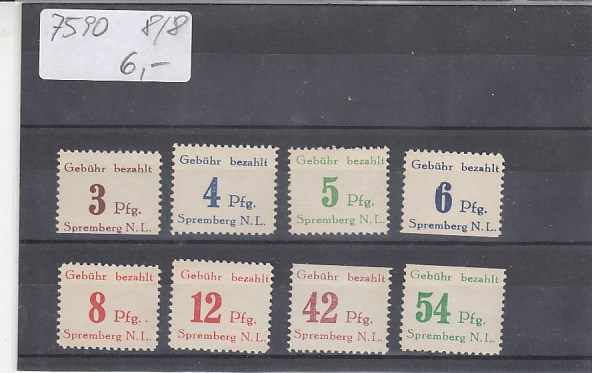 7590 8/8
6,-
Gebühr bezahlt
3 Pfg.
Spremberg N.L.
Gebühr bezahlt
4 Pfg.
Spremberg N.L.
Gebühr bezahlt
5 Pfg.
Spremberg N.L.
Gebühr bezahlt
6 Pfg.
Spremberg N.L.
Gebühr bezahlt
8 Pfg.
Spremberg N.L.
Gebühr bezahlt
12 Pfg.
Spremberg N.L.
Gebühr bezahlt
42 Pfg.
Spremberg N.L.
Gebühr bezahlt
54 Pfg.
Spremberg N.L.